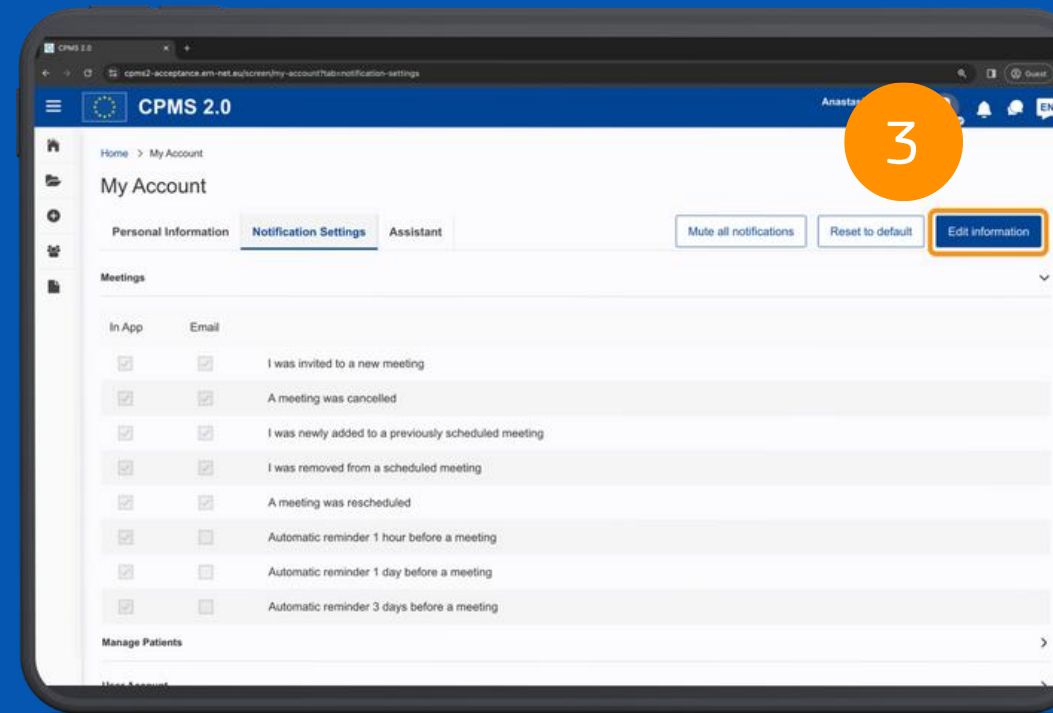 CPMS 2.0
cpms2-acceptance.ern-net.eu/screen/my-account?tab=notification-settings
Guest
CPMS 2.0
EN
3
Home > My Account
My Account
Personal Information Notification Settings Assistant Mute all notifications Reset to default Edit information
Meetings
In App Email
I was invited to a new meeting
A meeting was cancelled
I was newly added to a previously scheduled meeting
I was removed from a scheduled meeting
A meeting was rescheduled
Automatic reminder 1 hour before a meeting
Automatic reminder 1 day before a meeting
Automatic reminder 3 days before a meeting
Manage Patients
User Account